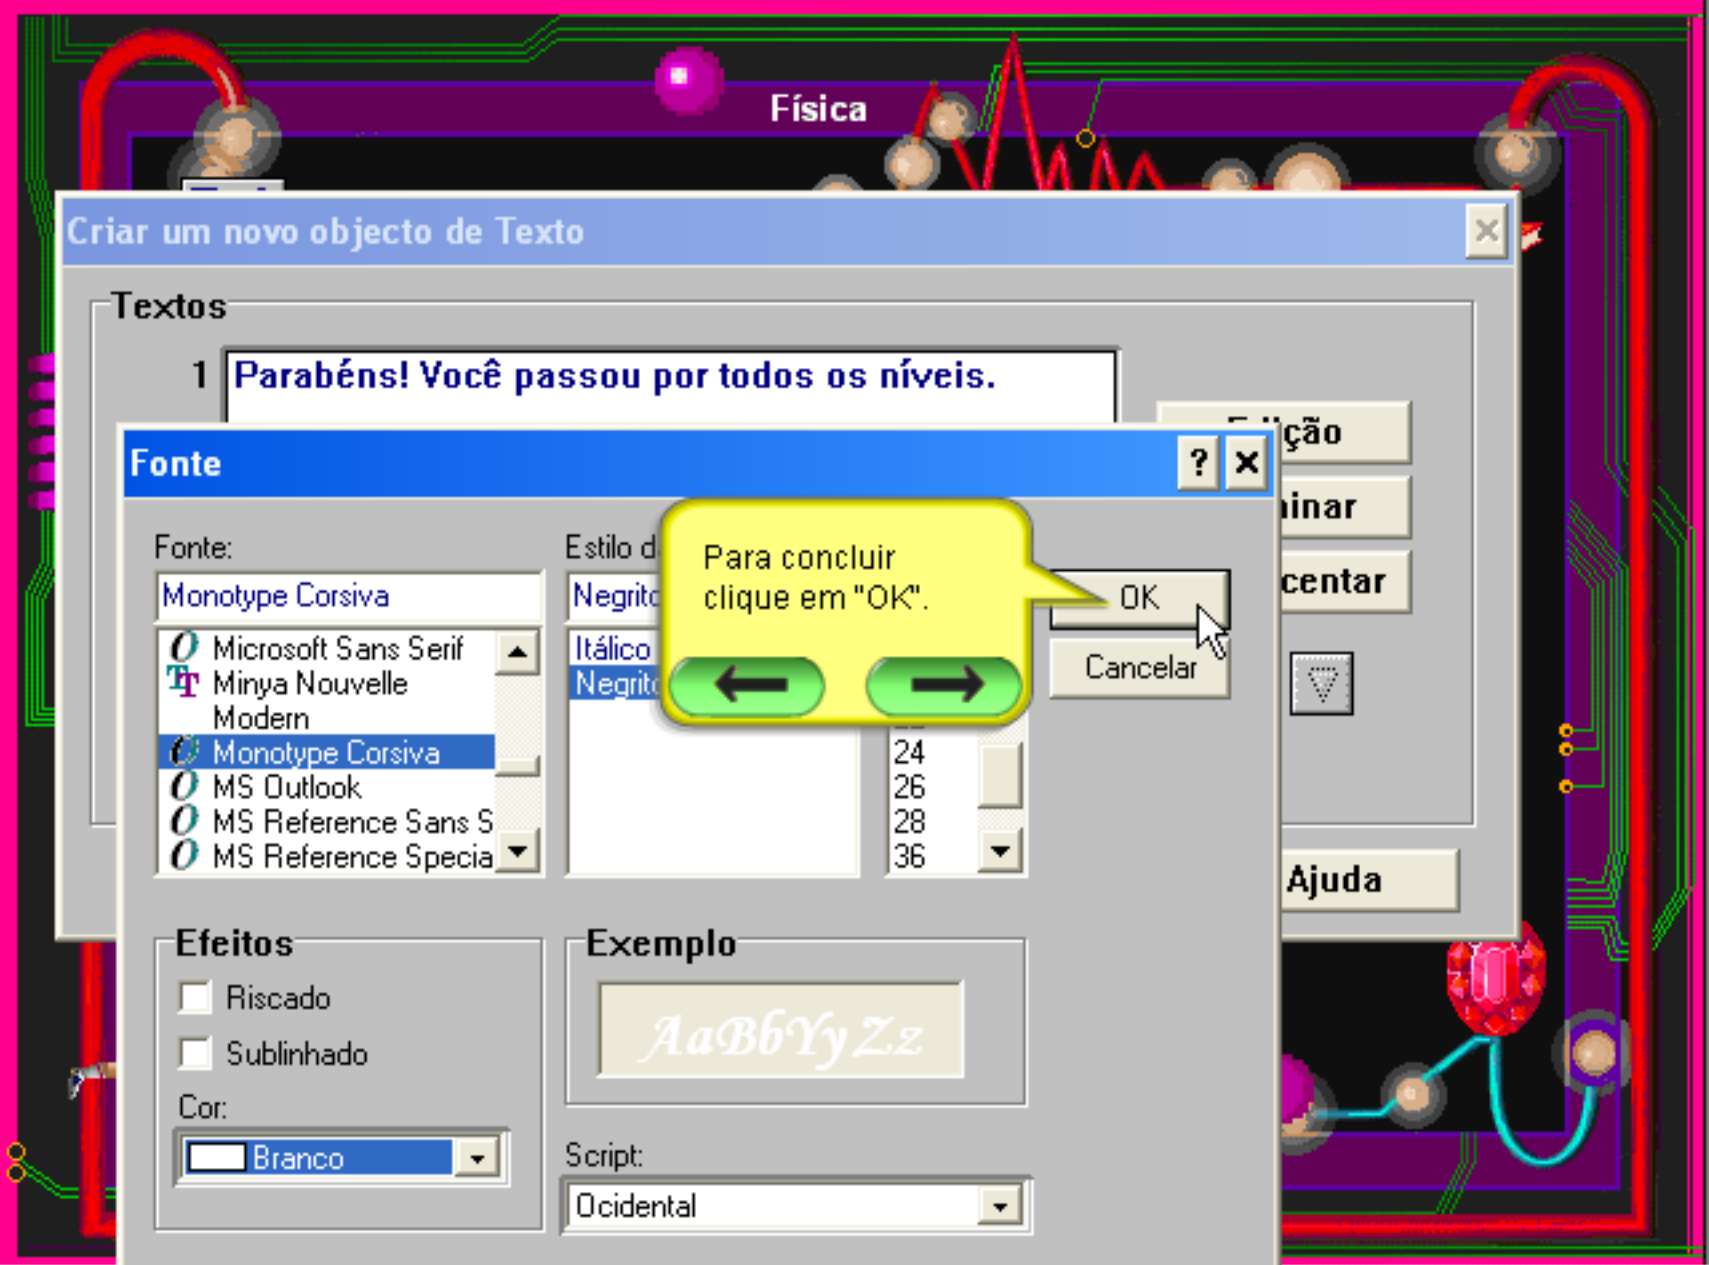 Física
Criar um novo objecto de Texto
Textos
1 Parabéns! Você passou por todos os níveis.
Fonte
?
Fonte:
Monotype Corsiva
Microsoft Sans Serif
Minya Nouvelle
Modern
Monotype Corsiva
MS Outlook
MS Reference Sans S
MS Reference Specia
Estilo d
Negrito
Itálico
Negrito
24
26
28
36
Para concluir
clique em "OK".
OK
Cancelar
ção
inar
centar
Ajuda
Efeitos
Riscado
Sublinhado
Cor:
Branco
Exemplo
AaBbYyZz
Script:
Ocidental